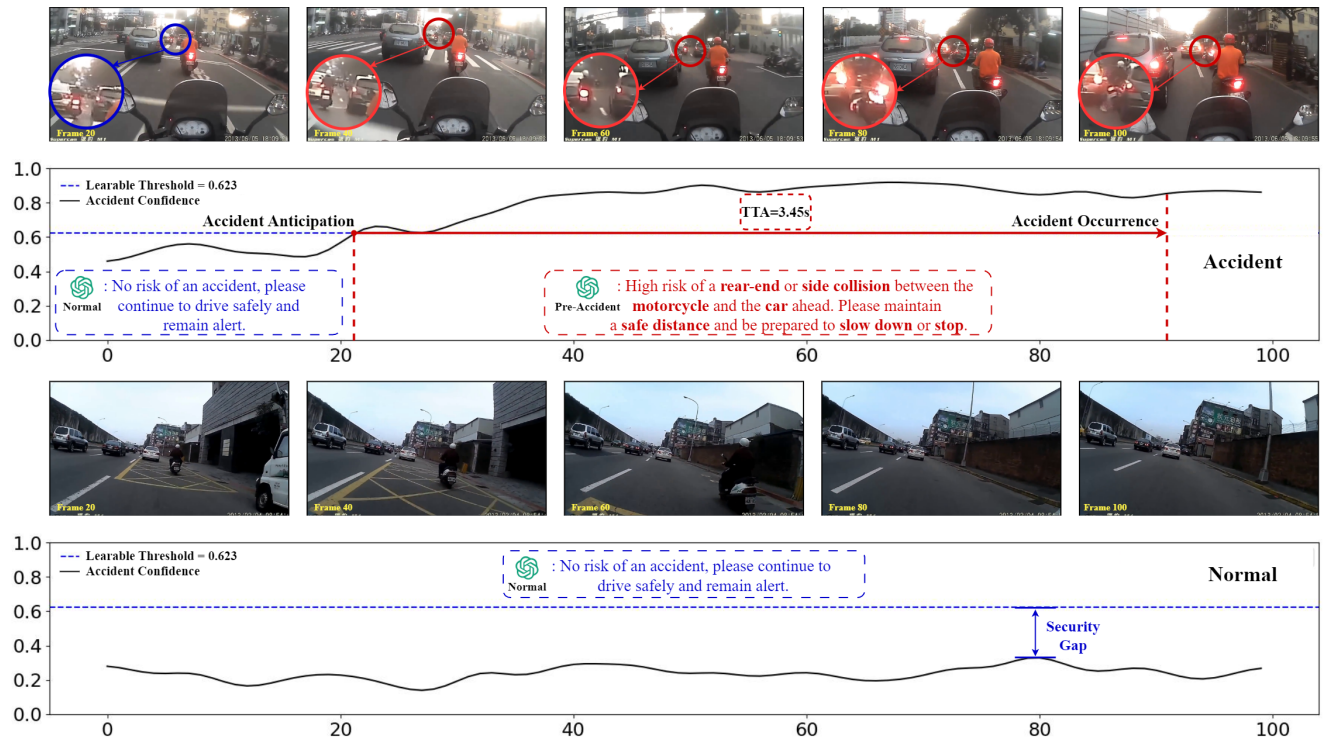 Frame 20
Frame 60
Frame 80
Frame 100
1.0
0.8
0.6
0.4
0.2
0.0
Learable Threshold = 0.623
Accident Confidence
Accident Anticipation
TTA=3.45s
Accident Occurrence
Accident
Normal
: No risk of an accident, please
continue to drive safely and
remain alert.
Pre-Accident
: High risk of a rear-end or side collision between the
motorcycle and the car ahead. Please maintain
a safe distance and be prepared to slow down or stop.
0 20 40 60 80 100
Frame 20
Frame 40
Frame 60
Frame 80
Frame 100
1.0
0.8
0.6
0.4
0.2
0.0
Learable Threshold = 0.623
Accident Confidence
Normal
: No risk of an accident, please continue to
drive safely and remain alert.
Normal
Security
Gap
0 20 40 60 80 100